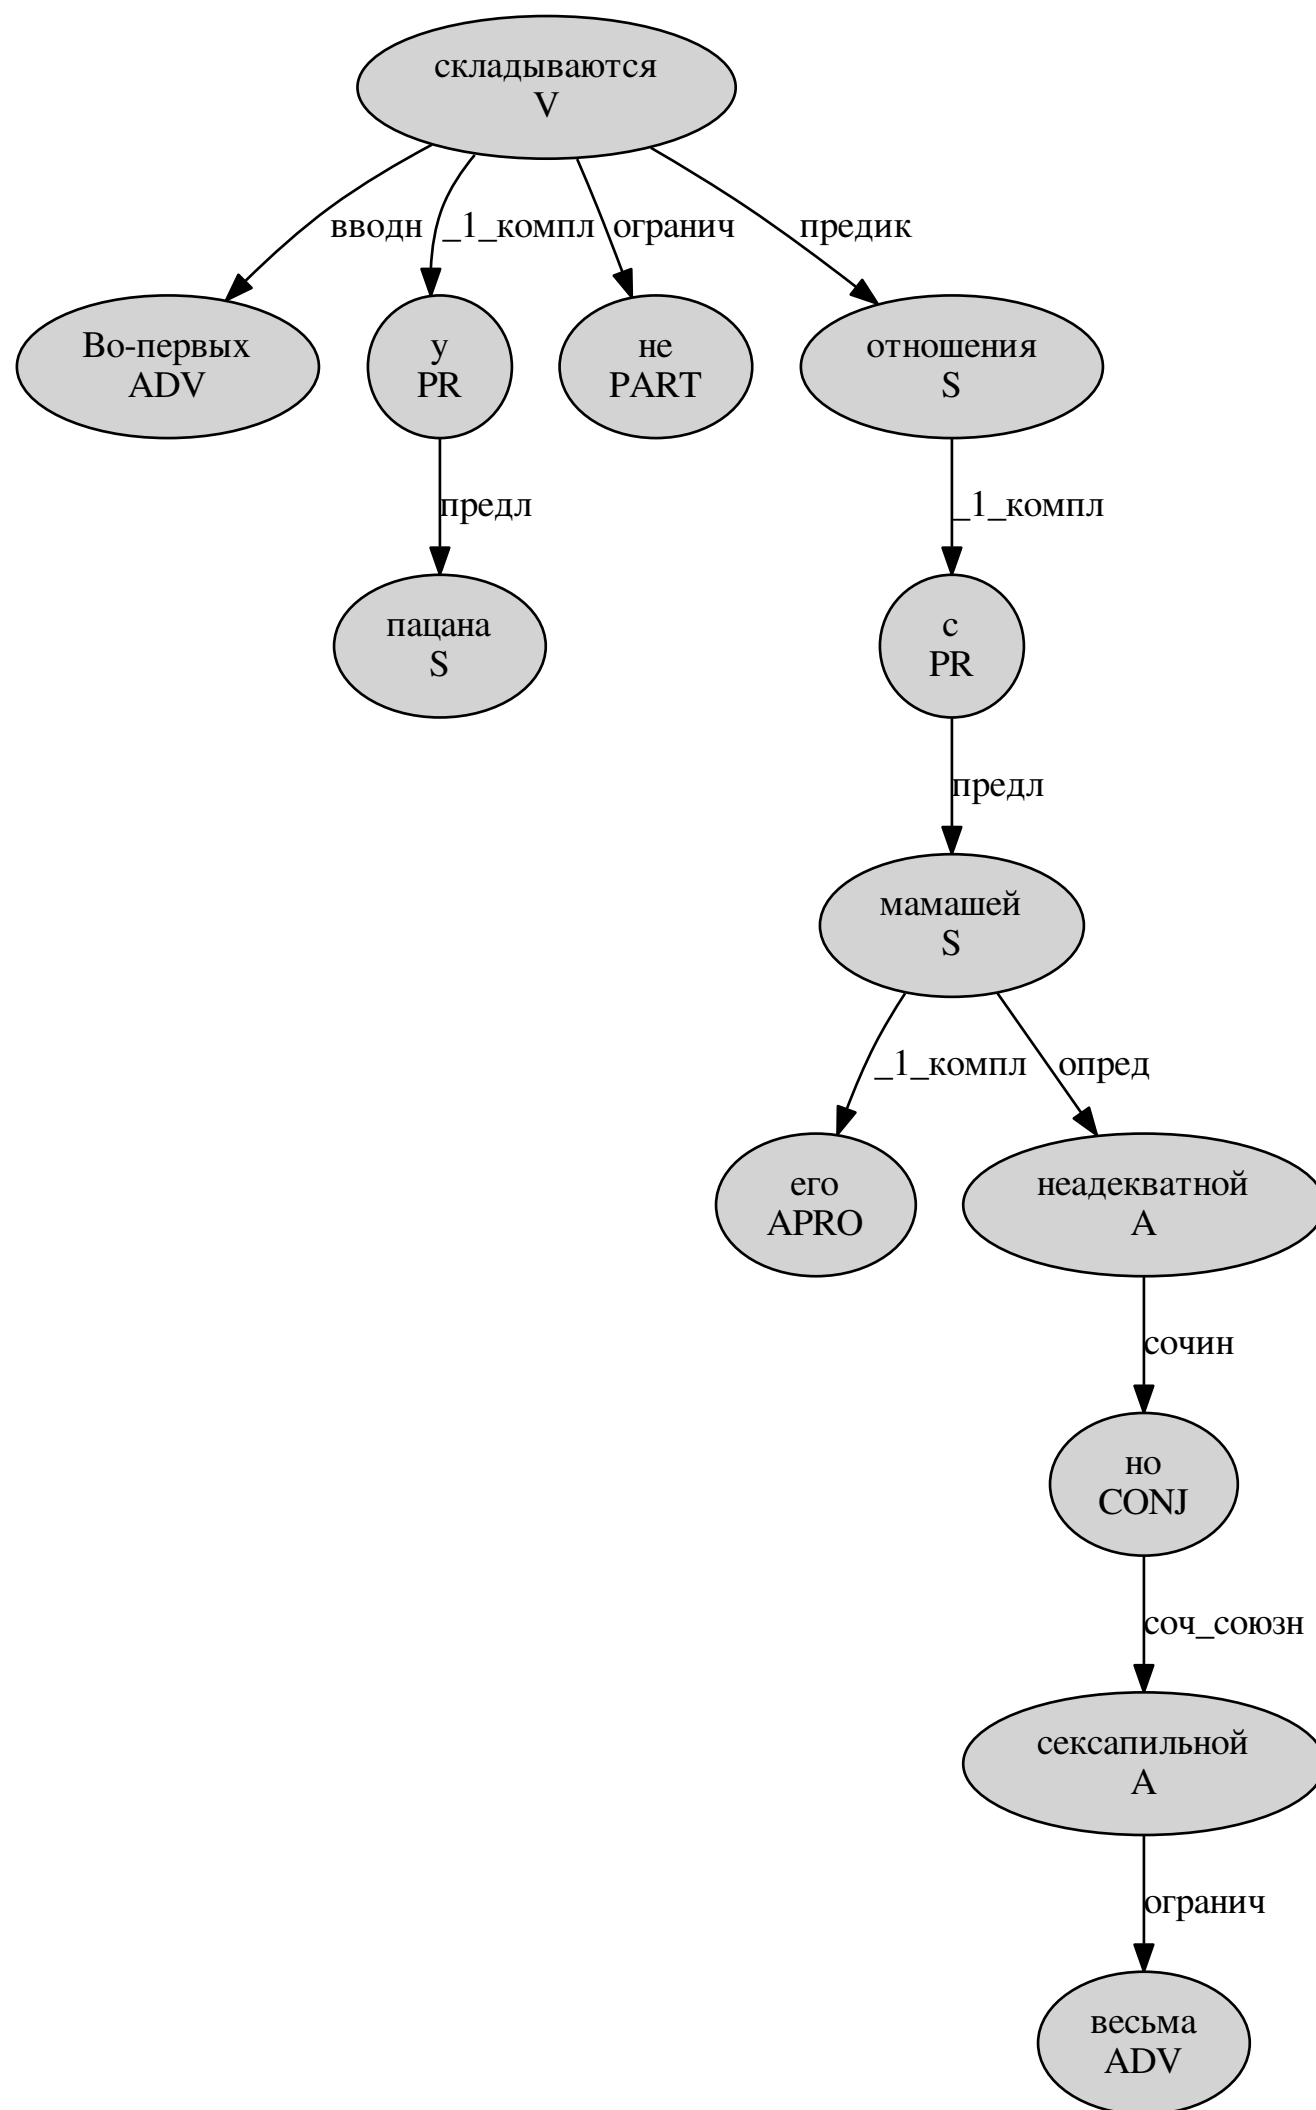 складываются
V
вводн
_1_компл
огранич
предик
Во-первых
ADV
у
PR
не
PART
отношения
S
предл
_1_компл
пацана
S
с
PR
предл
мамашей
S
_1_компл
опред
его
APRO
неадекватной
A
сочин
но
CONJ
соч_союзн
сексапильной
A
огранич
весьма
ADV